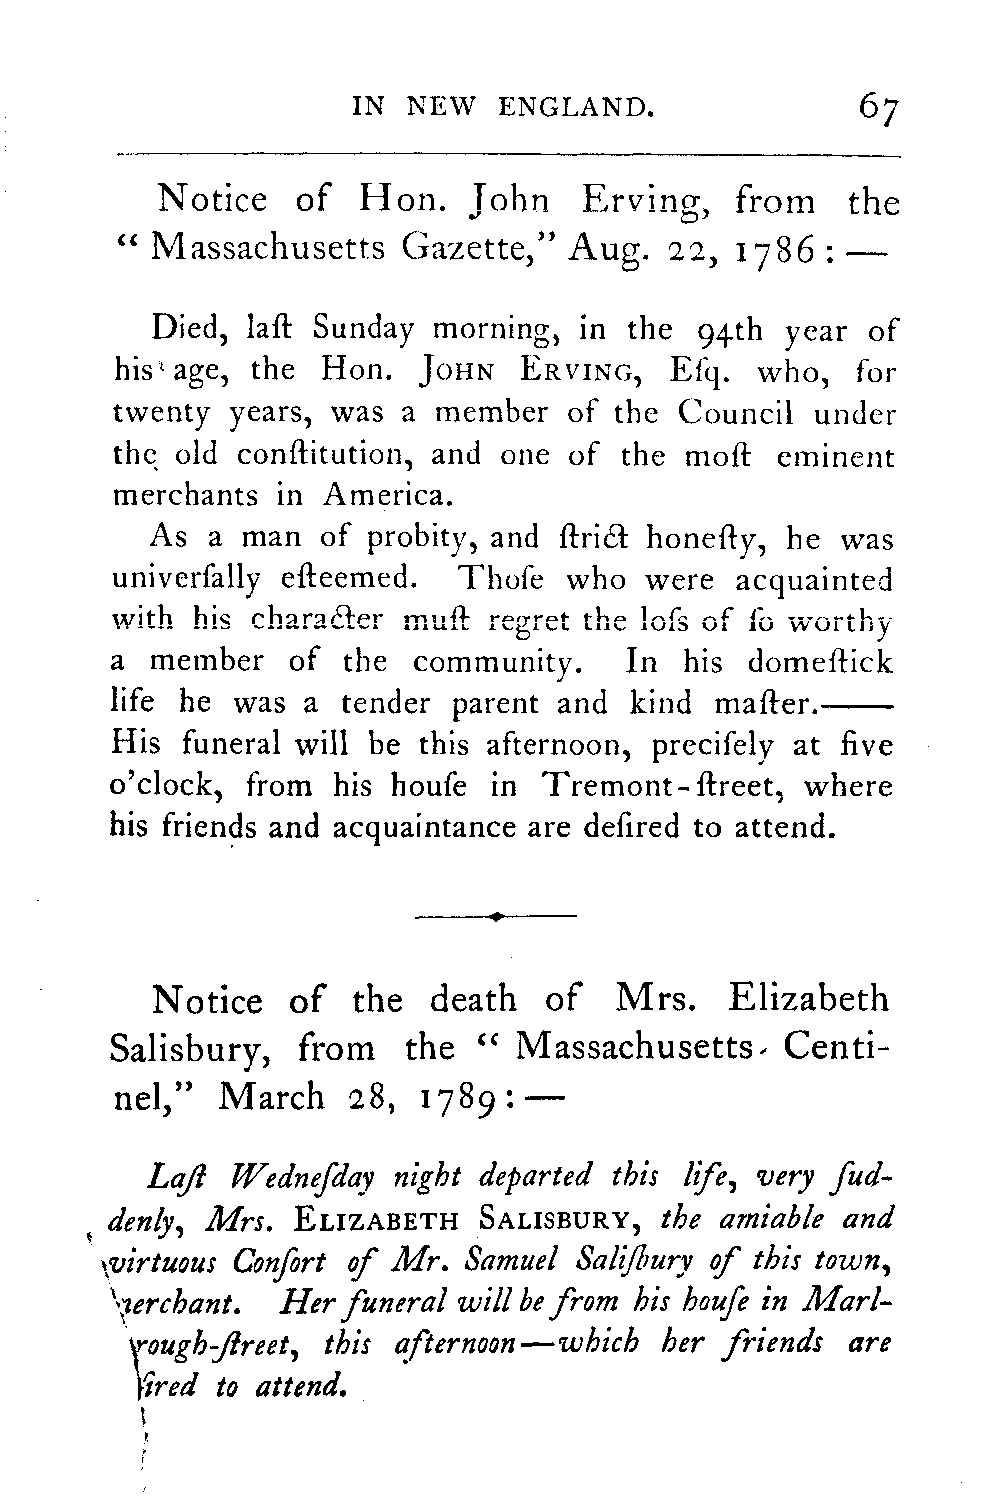 IN NEW ENGLAND. 67
Notice of Hon. John Erving, from the
“ Massachusetts Gazette,” Aug. 22, 1786 : —
Died, laſt Sunday morning, in the 94th year of
his age, the Hon. JOHN ERVING, Eſq. who, for
twenty years, was a member of the Council under
the old conſtitution, and one of the moſt eminent
merchants in America.
As a man of probity, and ſtrict honeſty, he was
univerſally eſteemed. Thoſe who were acquainted
with his character muſt regret the loſs of ſo worthy
a member of the community. In his domeſtick
life he was a tender parent and kind maſter.——
His funeral will be this afternoon, preciſely at five
o’clock, from his houſe in Tremont-ſtreet, where
his friends and acquaintance are deſired to attend.
Notice of the death of Mrs. Elizabeth
Salisbury, from the “ Massachusetts Centi-
nel,” March 28, 1789 : —
Laſt Wedneſday night departed this life, very ſud-
denly, Mrs. ELIZABETH SALISBURY, the amiable and
virtuous Conſort of Mr. Samuel Saliſbury of this town,
merchant. Her funeral will be from his houſe in Marl-
rough-ſtreet, this afternoon—which her friends are
ſired to attend.